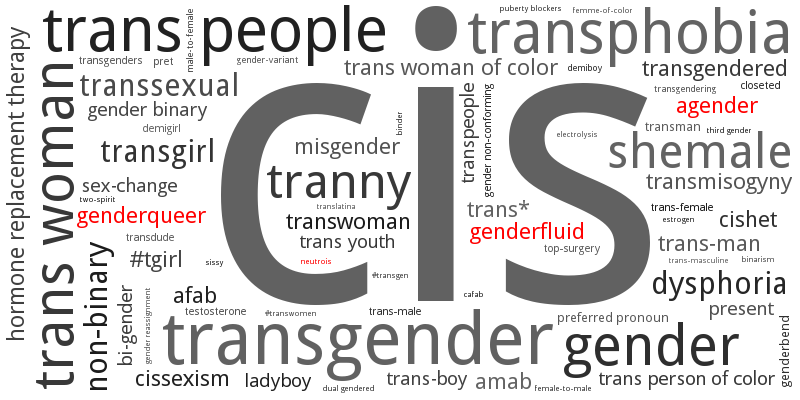 puberty blockers
femme-of-color
trans people
transphobia
male-to-female
transgenders
pret
gender-variant
trans woman of color
demiboy
transgendered
hormone replacement therapy
trans woman
transsexual
cis
transgendering
closeted
gender binary
agender
demigirl
binder
transpeople
gender non-conforming
electrolysis
transman
third gender
transgirl
misgender
shemale
tranny
sex-change
transmisogyny
two-spirit
genderqueer
translatina
trans*
trans-female
transwoman
estrogen
cishet
transdude
trans youth
genderfluid
top-surgery
trans-man
#tgirl
sissy
neutrois
trans-masculine
binarism
non-binary
#transgen
dysphoria
bi-gender
gender reassignment
afab
cafab
testosterone
#transwomen
trans-male
present
preferred pronoun
transgender
gender
genderbend
cissexism
ladyboy
dual gendered
trans-boy
amab
female-to-male
trans person of color